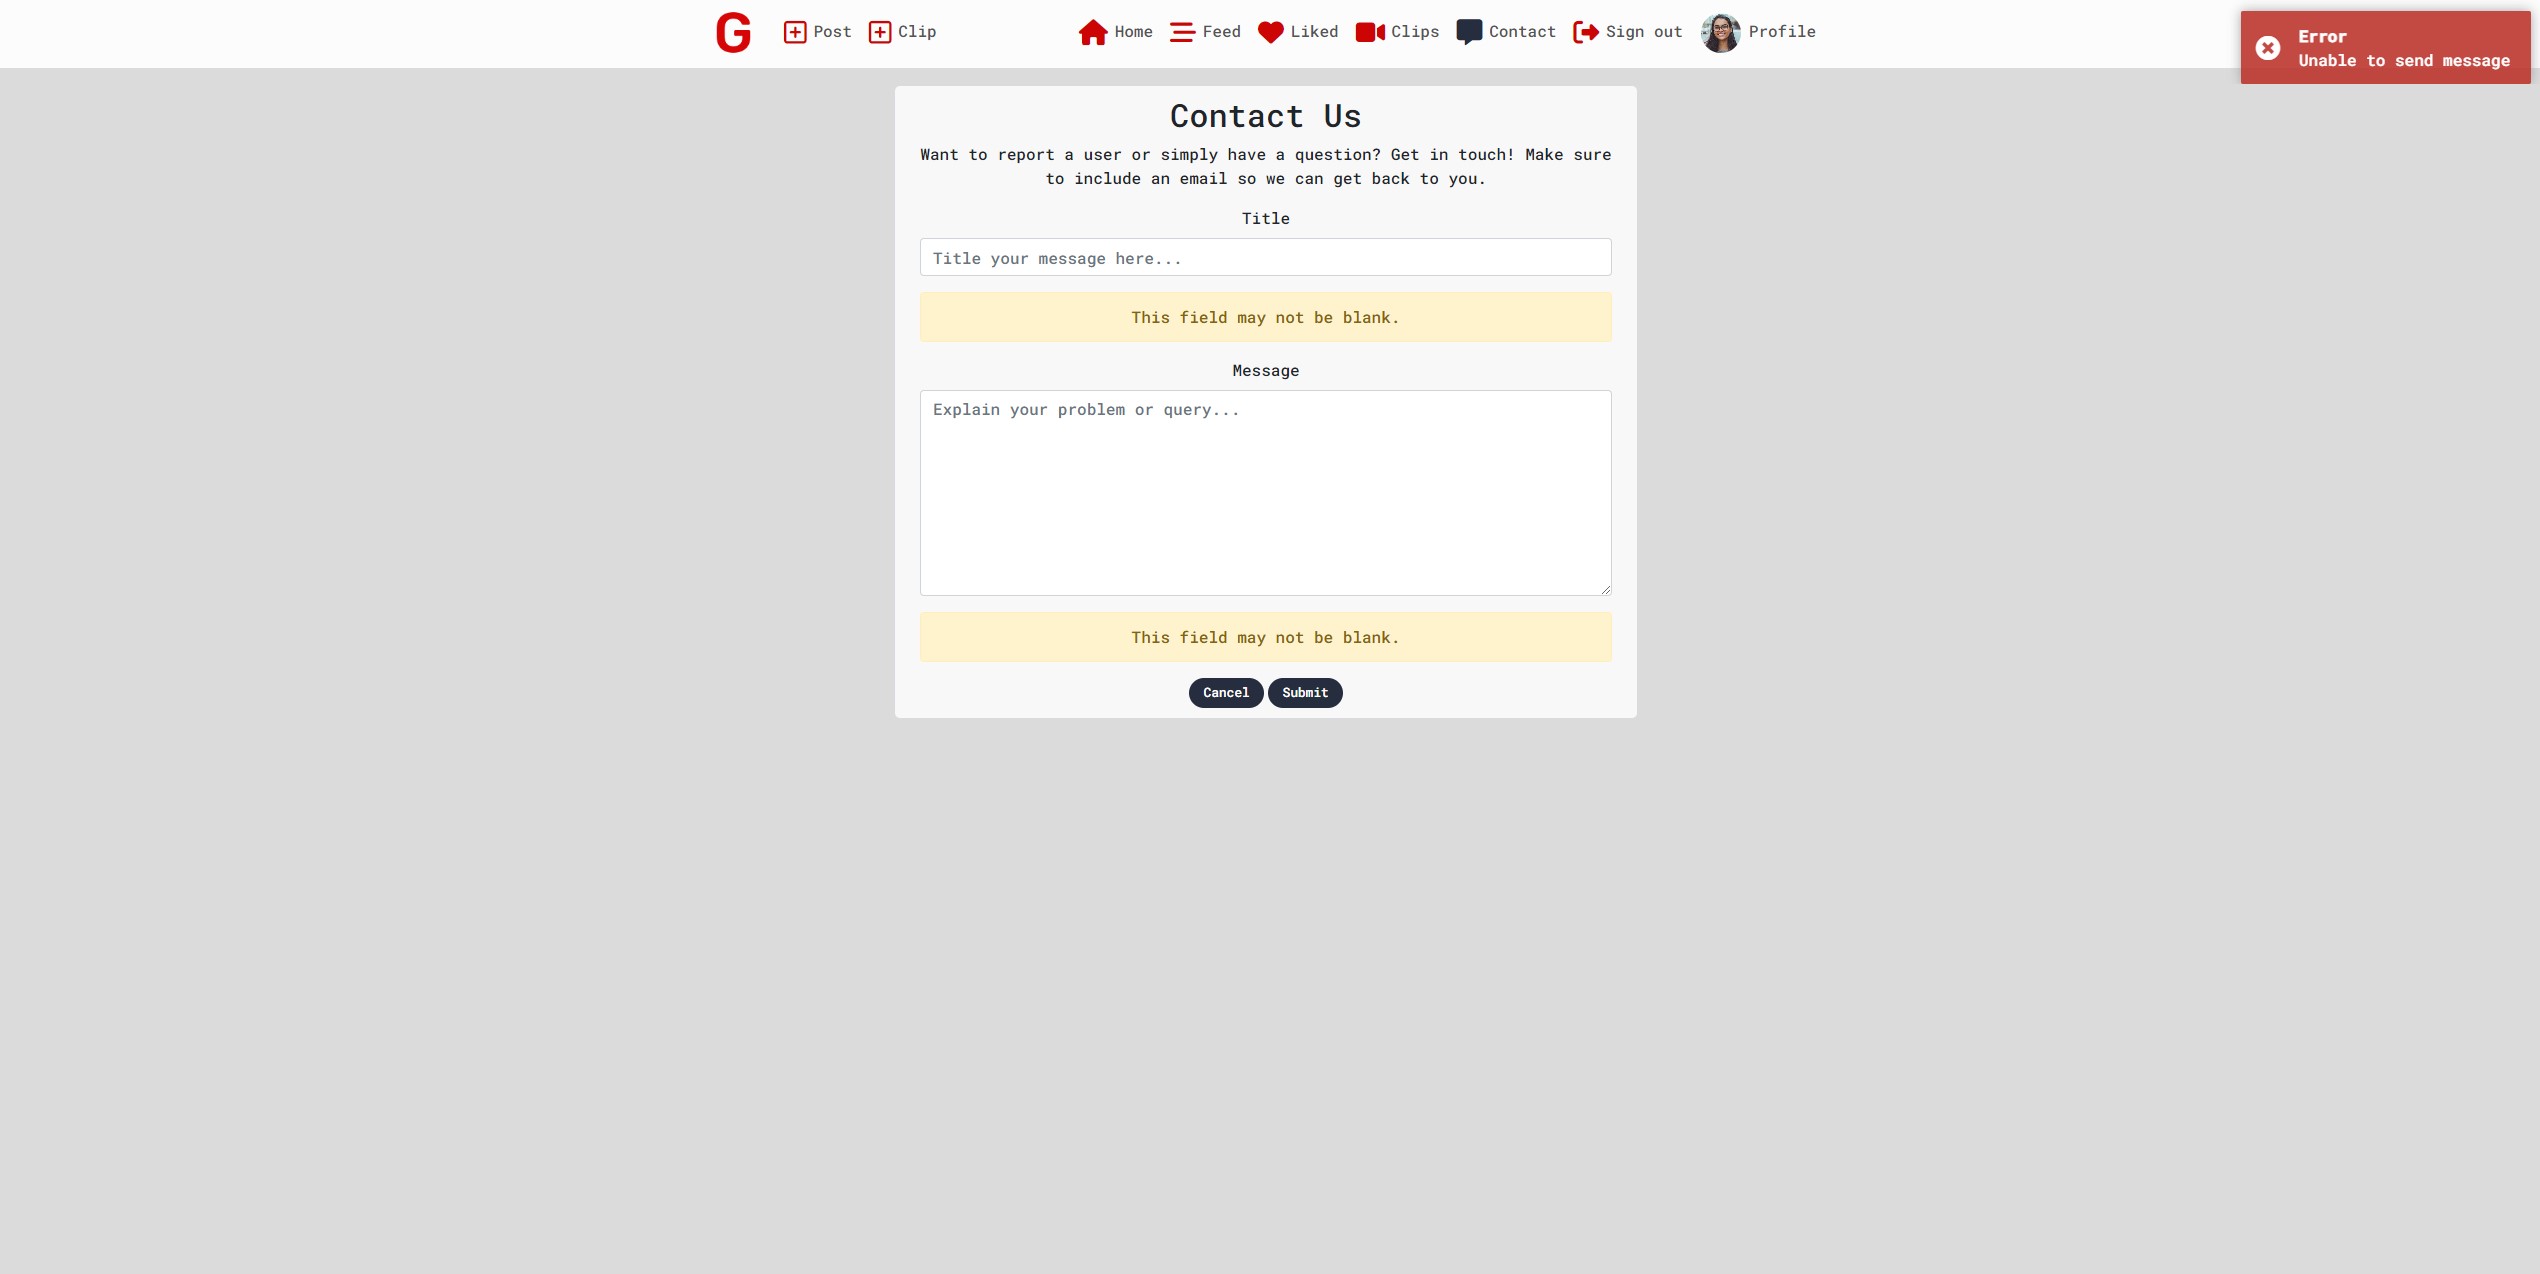 G
Post
Clip
Home
Feed
Liked
Clips
Contact
Sign out
Profile
Error
Unable to send message
Contact Us
Want to report a user or simply have a question? Get in touch! Make sure
to include an email so we can get back to you.
Title
Title your message here...
This field may not be blank.
Message
Explain your problem or query...
This field may not be blank.
Cancel
Submit